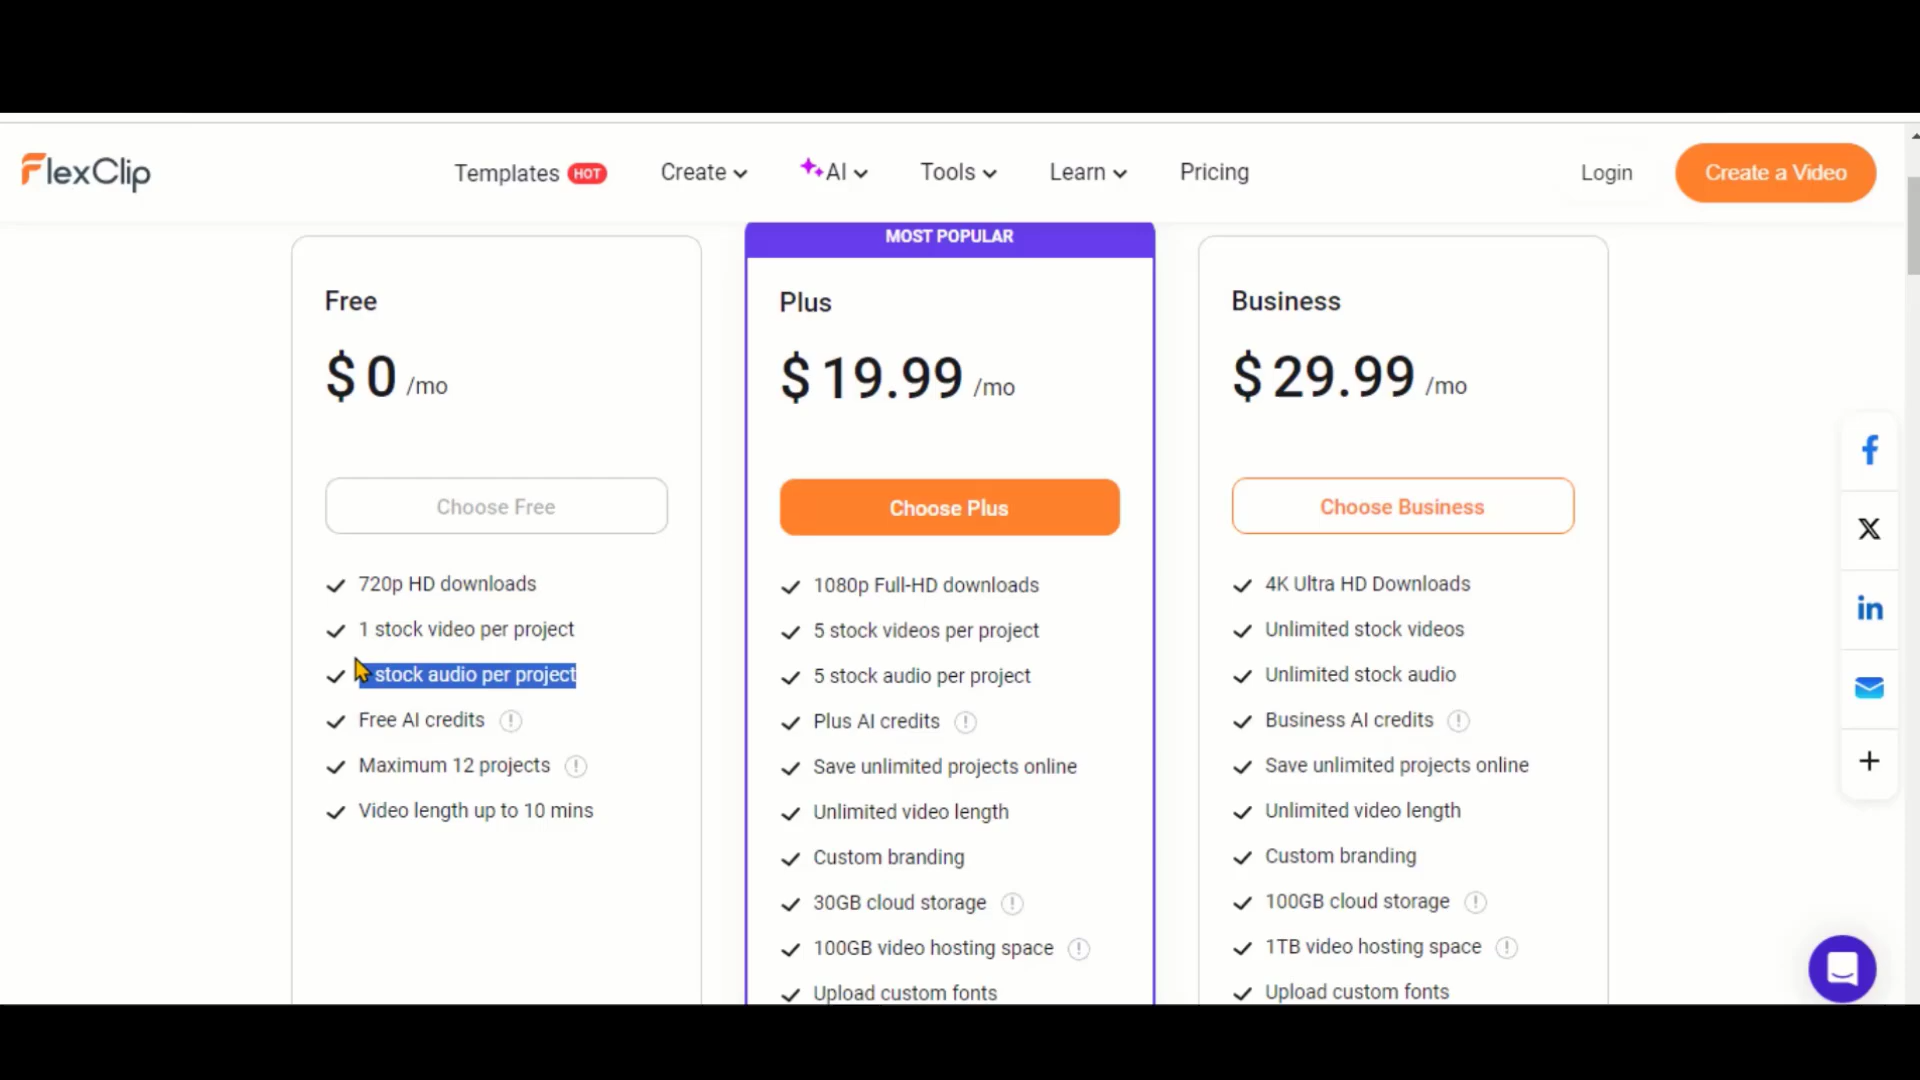 FlexClip
Templates HOT
Create
AI
Tools
Learn
Pricing
Login
Create a Video
Free
$ 0 /mo
Choose Free
720p HD downloads
1 stock video per project
stock audio per project
Free AI credits
Maximum 12 projects
Video length up to 10 mins
MOST POPULAR
Plus
$ 19.99 /mo
Choose Plus
1080p Full-HD downloads
5 stock videos per project
5 stock audio per project
Plus AI credits
Save unlimited projects online
Unlimited video length
Custom branding
30GB cloud storage
100GB video hosting space
Upload custom fonts
Business
$ 29.99 /mo
Choose Business
4K Ultra HD Downloads
Unlimited stock videos
Unlimited stock audio
Business AI credits
Save unlimited projects online
Unlimited video length
Custom branding
100GB cloud storage
1TB video hosting space
Upload custom fonts